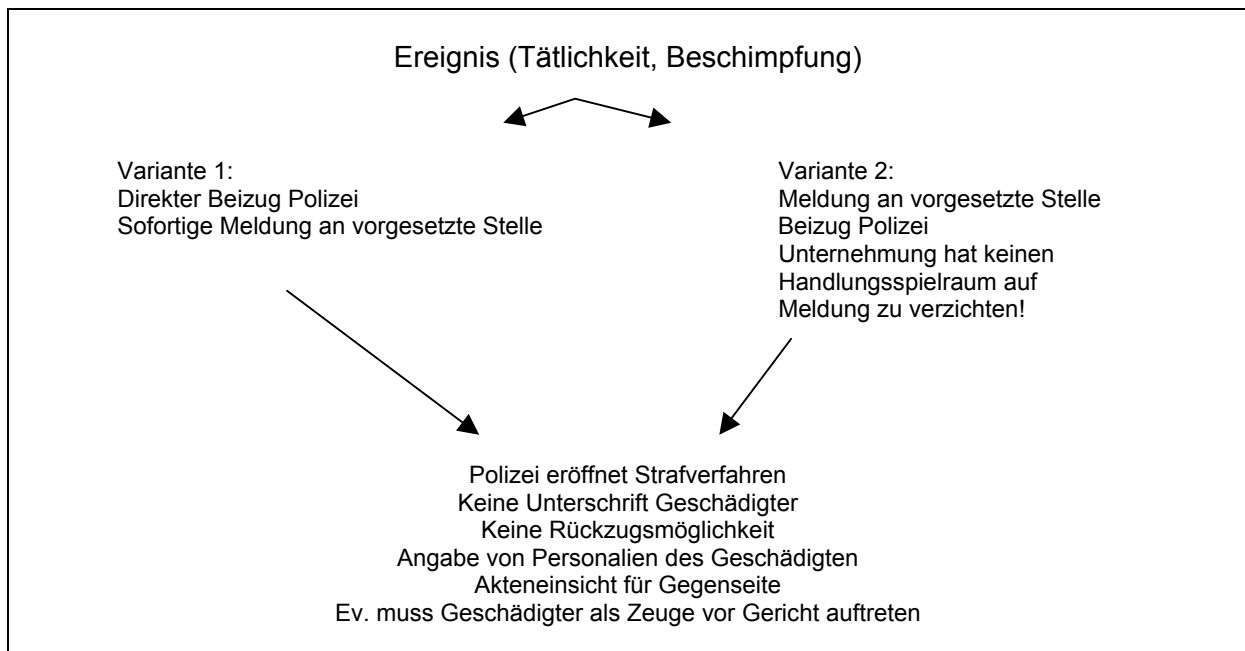 Ereignis (Tätlichkeit, Beschimpfung)
Variante 1:
Direkter Beizug Polizei
Sofortige Meldung an vorgesetzte Stelle
Variante 2:
Meldung an vorgesetzte Stelle
Beizug Polizei
Unternehmung hat keinen
Handlungsspielraum auf
Meldung zu verzichten!
Polizei eröffnet Strafverfahren
Keine Unterschrift Geschädigter
Keine Rückzugsmöglichkeit
Angabe von Personalien des Geschädigten
Akteneinsicht für Gegenseite
Ev. muss Geschädigter als Zeuge vor Gericht auftreten